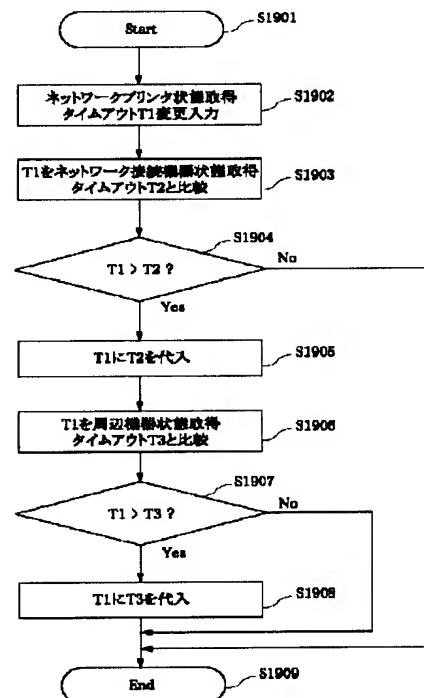 Start
S1901
ネットワークプリンタ状態取得
タイムアウトT1変更入力
S1902
T1をネットワーク接続機器状態取得
タイムアウトT2と比較
S1903
T1 > T2 ?
S1904
No
Yes
T1にT2を代入
S1905
T1を周辺機器状態取得
タイムアウトT3と比較
S1906
T1 > T3 ?
S1907
No
Yes
T1にT3を代入
S1908
End
S1909